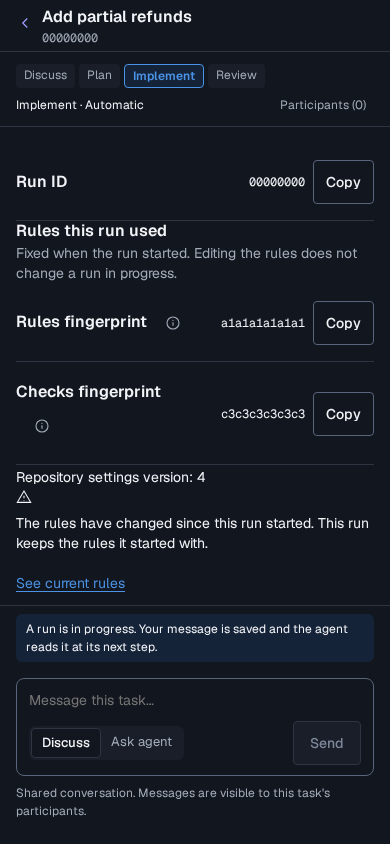 Add partial refunds
00000000
Discuss
Plan
Implement
Review
Implement · Automatic
Participants (0)
Run ID
00000000
Copy
Rules this run used
Fixed when the run started. Editing the rules does not
change a run in progress.
Rules fingerprint
a1a1a1a1a1a1
Copy
Checks fingerprint
c3c3c3c3c3c3
Copy
Repository settings version: 4
The rules have changed since this run started. This run
keeps the rules it started with.
See current rules
A run is in progress. Your message is saved and the agent
reads it at its next step.
Message this task…
Discuss
Ask agent
Send
Shared conversation. Messages are visible to this task's
participants.